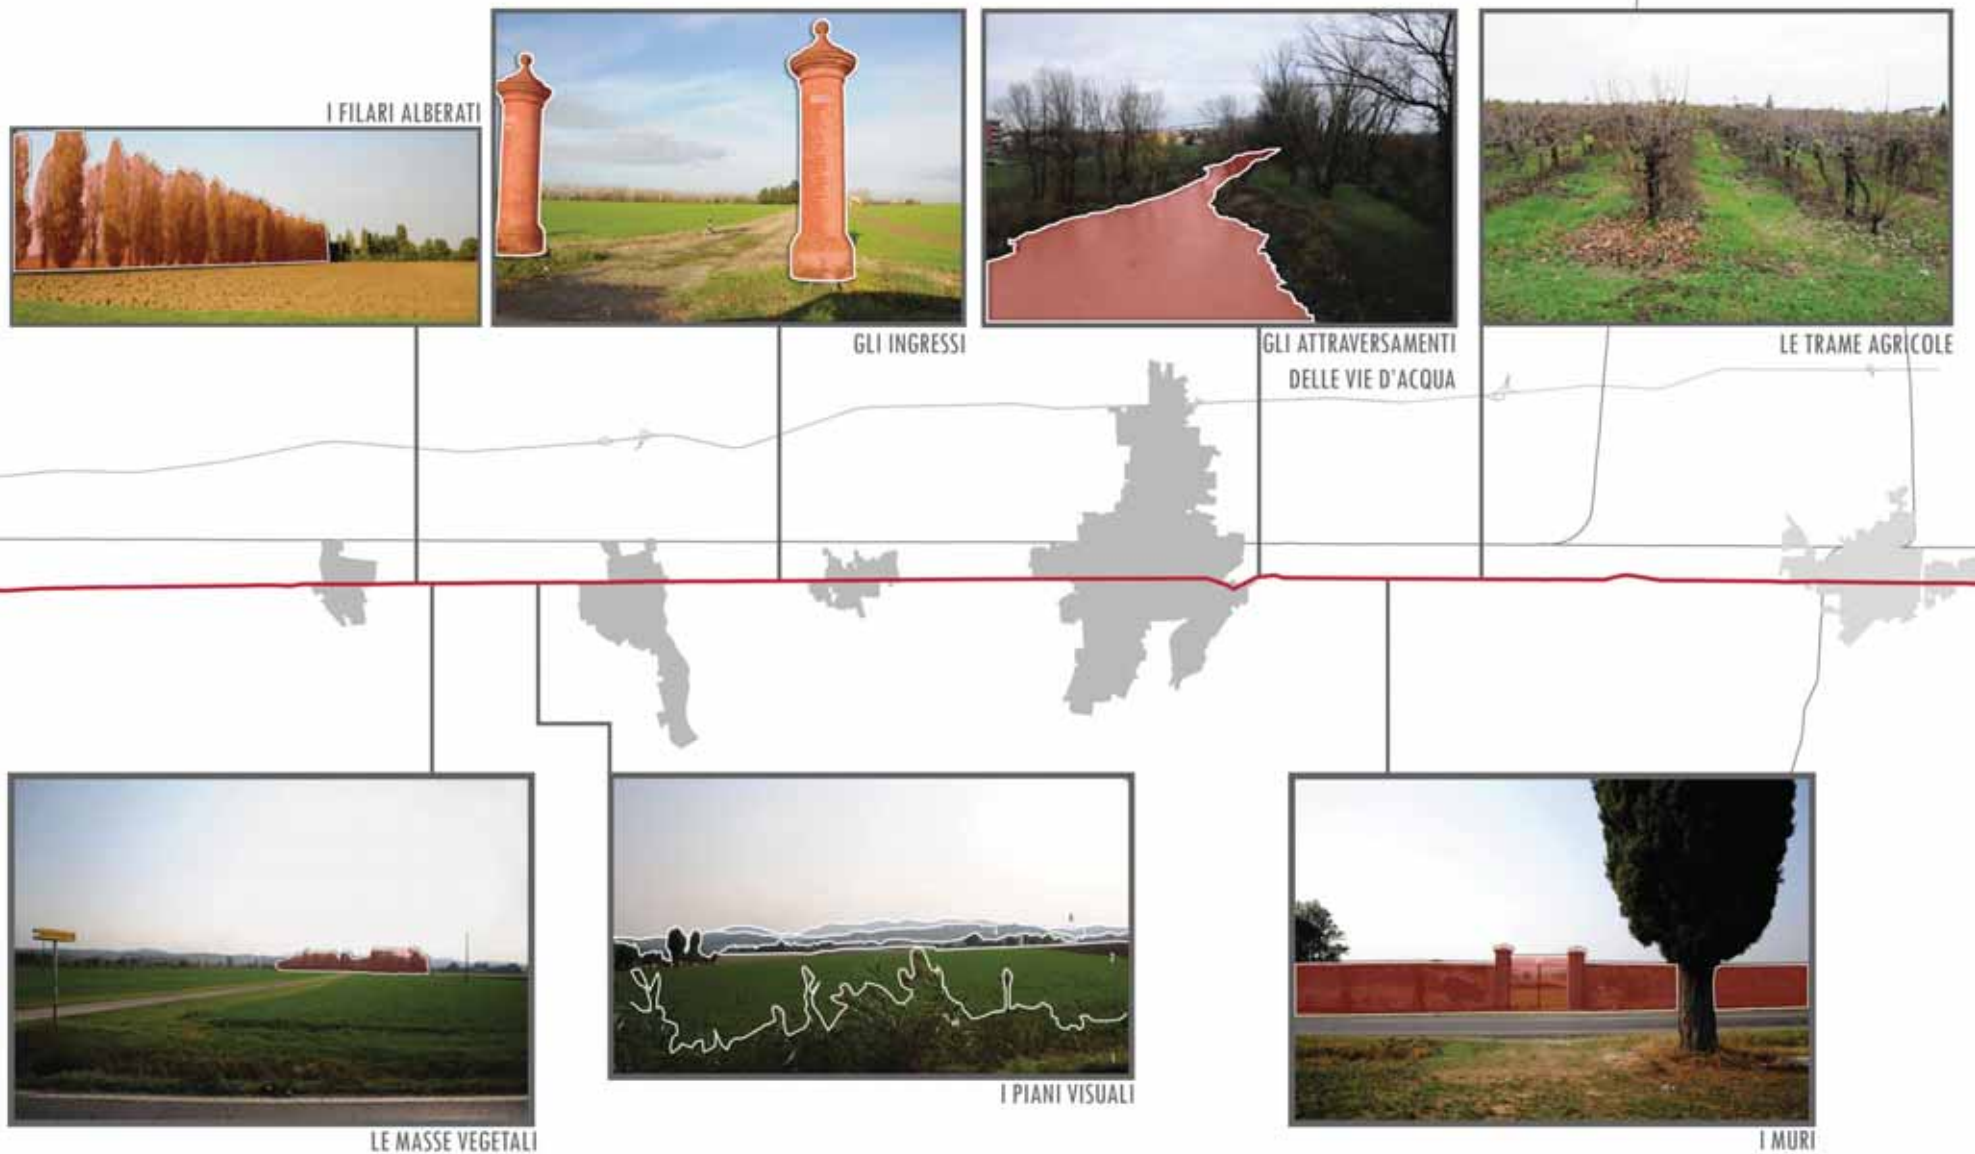 I FILARI ALBERATI
GLI INGRESSI
GLI ATTRAVERSAMENTI
DELLE VIE D'ACQUA
LE TRAME AGRICOLE
LE MASSE VEGETALI
I PIANI VISUALI
I MURI